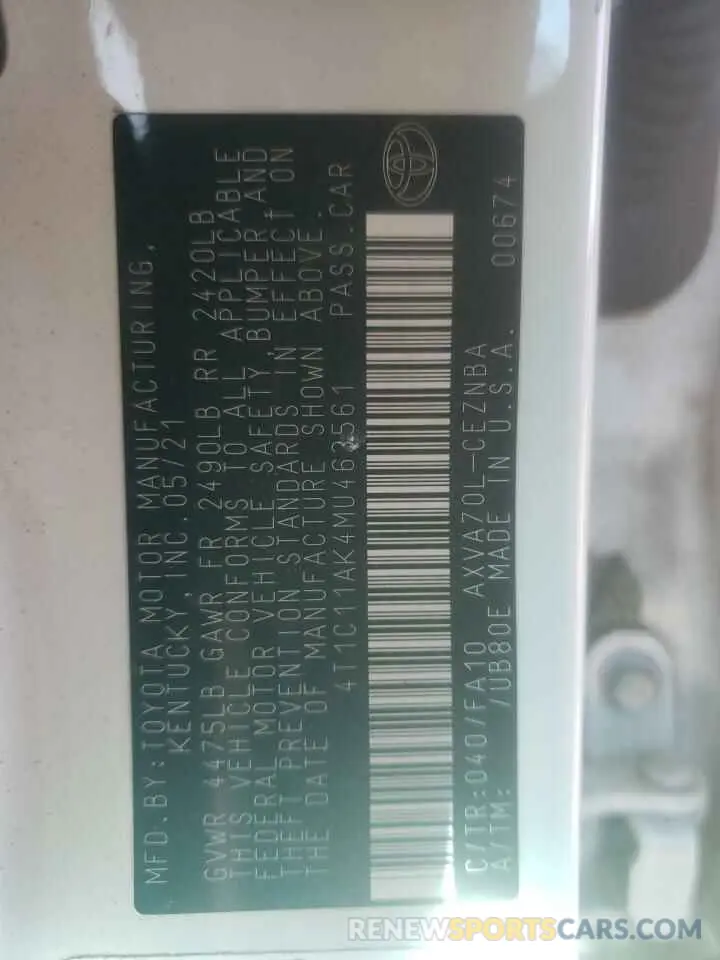 MFD.BY:TOYOTA MOTOR MANUFACTURING,
KENTUCKY,INC.05/21
GVWR 4475LB GAWR FR 2490LB RR 2420LB
THIS VEHICLE CONFORMS TO ALL APPLICABLE
FEDERAL MOTOR VEHICLE SAFETY,BUMPER,AND
THEFT PREVENTION STANDARDS IN EFFECT ON
THE DATE OF MANUFACTURE SHOWN ABOVE.
4T1C11AK4MU462561 PASS.CAR
C/TR:040/FA10 AXVA70L-CEZNBA
A/TM: /UB80E MADE IN U.S.A. 00674
RENEWSPORTSCARS.COM